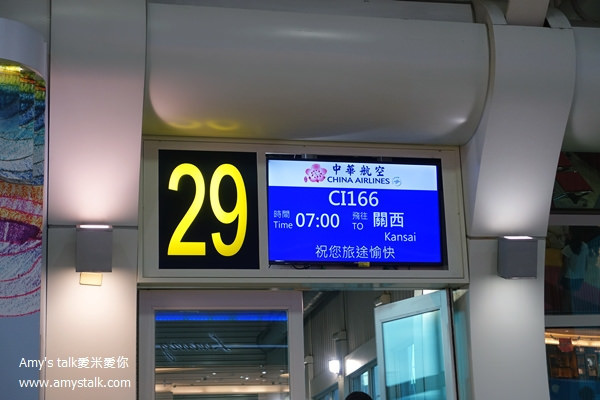 29
中華航空
CHINA AIRLINES
CI166
時間 飛往
Time 07:00 TO 關西
Kansai
祝您旅途愉快
Amy's talk愛米愛你
www.amystalk.com